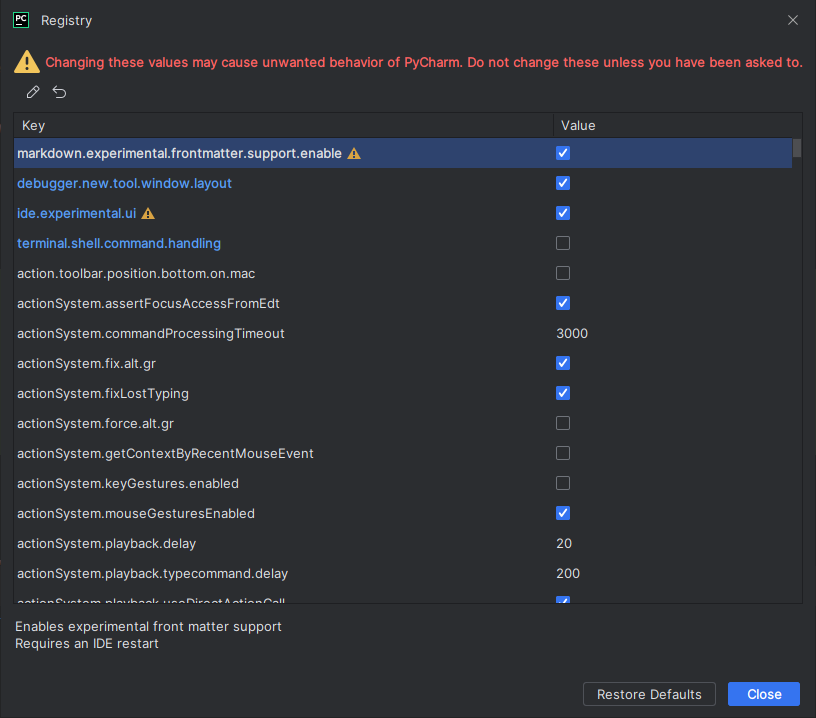 PC Registry
Changing these values may cause unwanted behavior of PyCharm. Do not change these unless you have been asked to.
Key Value
markdown.experimental.frontmatter.support.enable
debugger.new.tool.window.layout
ide.experimental.ui
terminal.shell.command.handling
action.toolbar.position.bottom.on.mac
actionSystem.assertFocusAccessFromEdt
actionSystem.commandProcessingTimeout 3000
actionSystem.fix.alt.gr
actionSystem.fixLostTyping
actionSystem.force.alt.gr
actionSystem.getContextByRecentMouseEvent
actionSystem.keyGestures.enabled
actionSystem.mouseGesturesEnabled
actionSystem.playback.delay 20
actionSystem.playback.typecommand.delay 200
actionSystem.playback.useDirectActionCall
Enables experimental front matter support
Requires an IDE restart
Restore Defaults Close